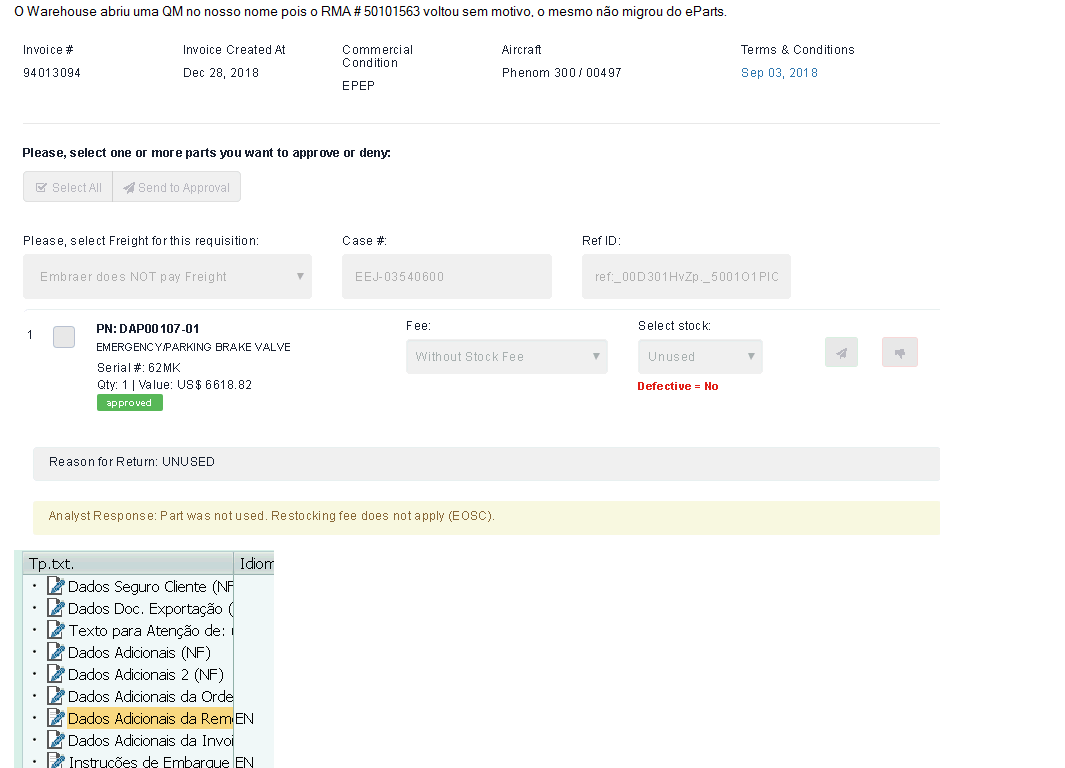 O Warehouse abriu uma QM no nosso nome pois o RMA # 50101563 voltou sem motivo, o mesmo não migrou do eParts.
Invoice # Invoice Created At Commercial Condition Aircraft Terms & Conditions
94013094 Dec 28, 2018 EPEP Phenom 300 / 00497 Sep 03, 2018
Please, select one or more parts you want to approve or deny:
Select All Send to Approval
Please, select Freight for this requisition: Case #: Ref ID:
Embraer does NOT pay Freight EEJ-03540600 ref:_00D301HvZp._5001O1PIC
1 PN: DAP00107-01 Fee: Select stock:
EMERGENCY/PARKING BRAKE VALVE Without Stock Fee Unused
Serial #: 62MK
Qty: 1 | Value: US$ 6618.82 Defective = No
approved
Reason for Return: UNUSED
Analyst Response: Part was not used. Restocking fee does not apply (EOSC).
Tp.txt. Idiom
Dados Seguro Cliente (NF
Dados Doc. Exportação (
Texto para Atenção de:
Dados Adicionais (NF)
Dados Adicionais 2 (NF)
Dados Adicionais da Orde
Dados Adicionais da Rem EN
Dados Adicionais da Invoi
Instruções de Embarque EN